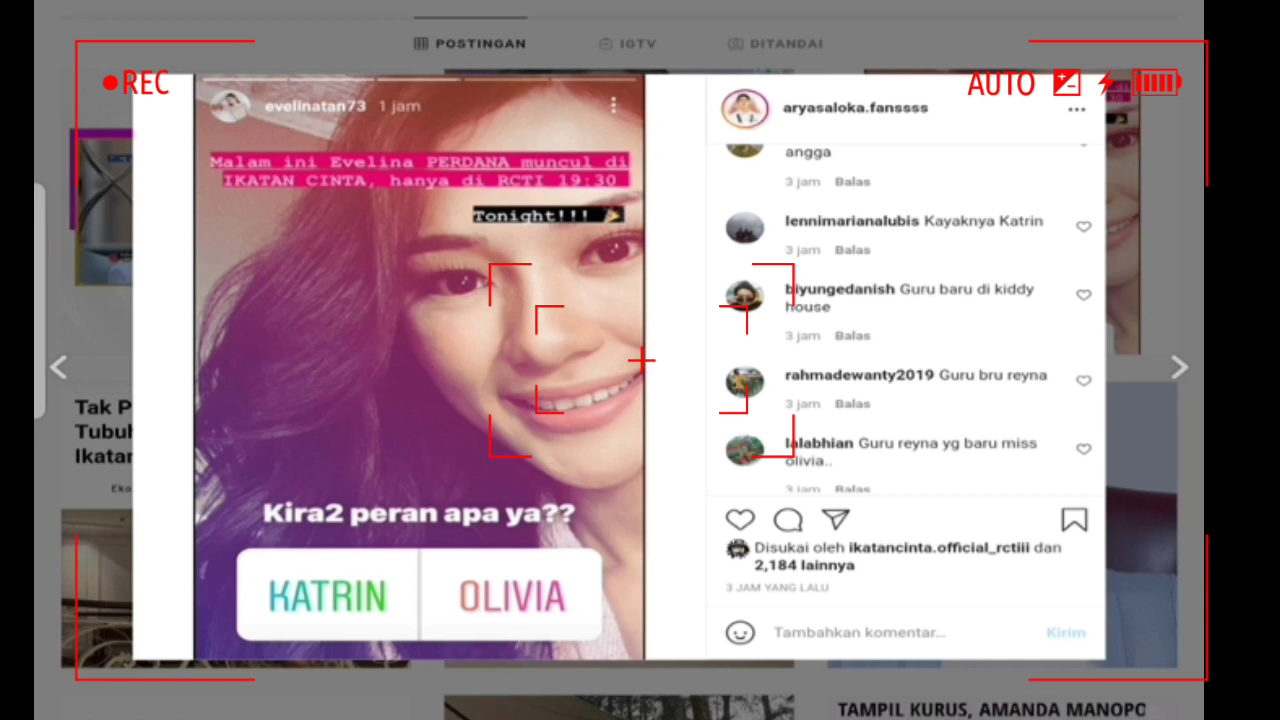 POSTINGAN
IGTV
DITANDAI
REC
AUTO
evelinatan73 1 jam
Malam ini Evelina PERDANA muncul di
IKATAN CINTA, hanya di RCTI 19:30
Tonight!!!
Kira2 peran apa ya??
KATRIN
OLIVIA
aryasaloka.fanssss
angga
3 jam Balas
lennimarianalubis Kayaknya Katrin
3 jam Balas
biyungedanish Guru baru di kiddy
house
3 jam Balas
rahmadewanty2019 Guru bru reyna
3 jam Balas
lalabhian Guru reyna yg baru miss
olivia..
3 jam Balas
Disukai oleh ikatancinta.official_rctiii dan
2,184 lainnya
3 JAM YANG LALU
Tambahkan komentar...
Kirim
Tak P
Tubuh
Ikatan
Eko
TAMPIL KURUS, AMANDA MANOPO